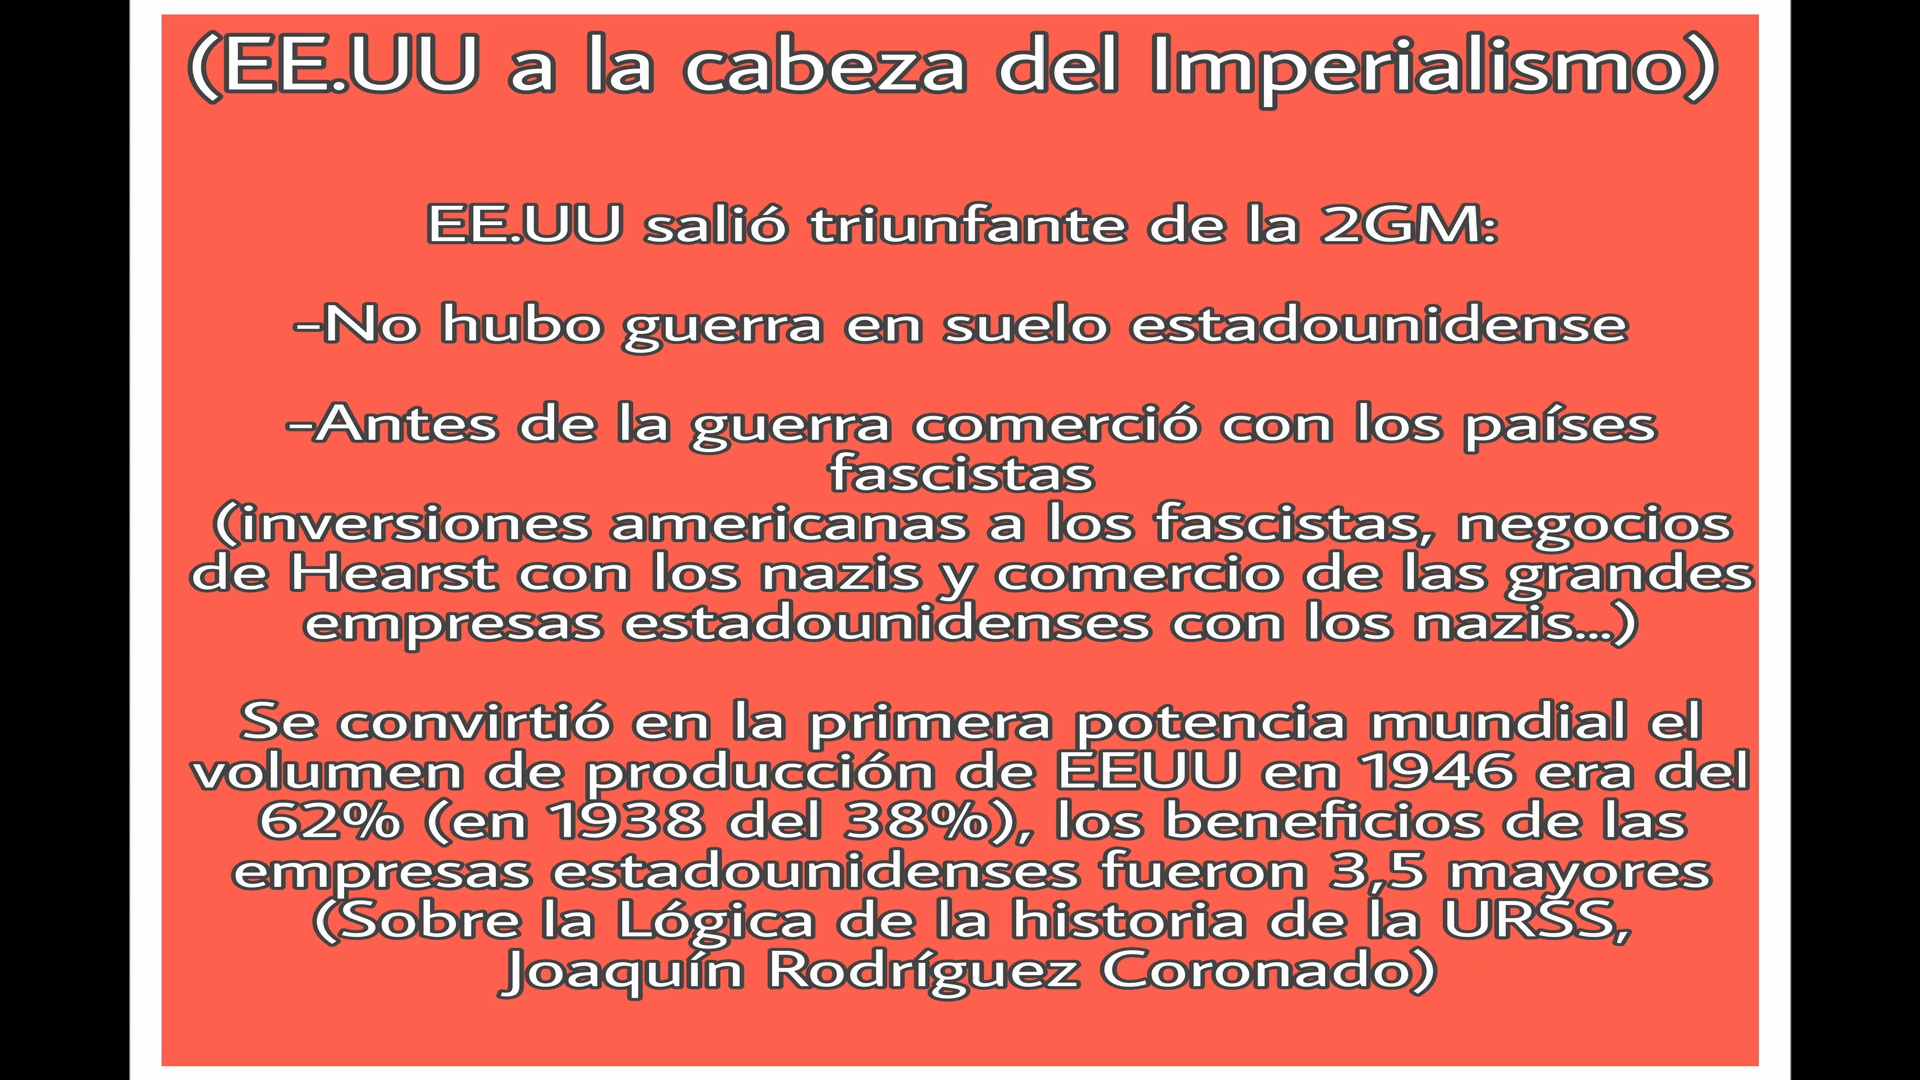 (EE.UU a la cabeza del Imperialismo)
EE.UU salió triunfante de la 2GM:
-No hubo guerra en suelo estadounidense
-Antes de la guerra comerció con los países
fascistas
(inversiones americanas a los fascistas, negocios
de Hearst con los nazis y comercio de las grandes
empresas estadounidenses con los nazis...)
Se convirtió en la primera potencia mundial el
volumen de producción de EEUU en 1946 era del
62% (en 1938 del 38%), los beneficios de las
empresas estadounidenses fueron 3,5 mayores
(Sobre la Lógica de la historia de la URSS,
Joaquín Rodríguez Coronado)